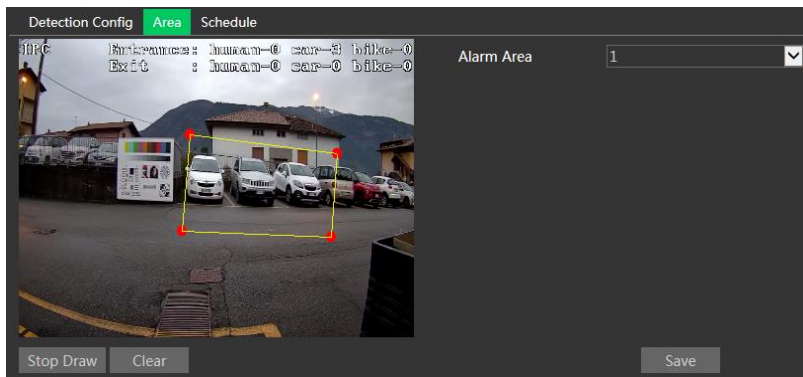 Detection Config Area Schedule
IPC Entrance: human-0 car-3 bike-0
Exit : human-0 car-0 bike-0
Alarm Area 1
Stop Draw Clear Save